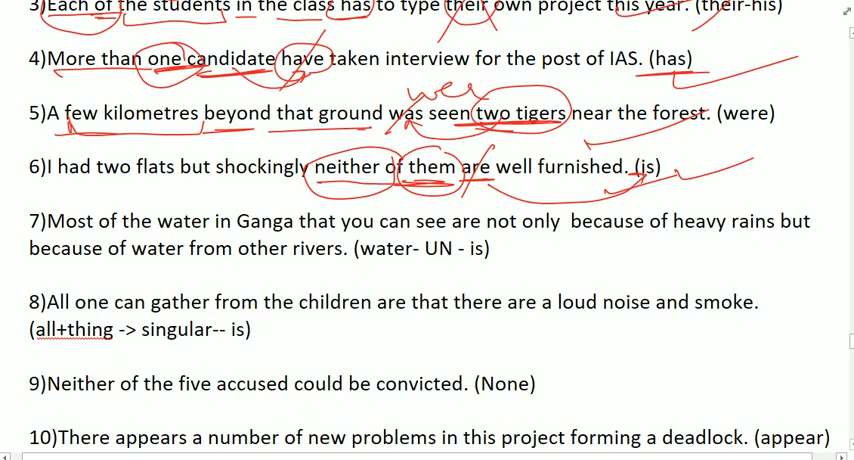 3)Each of the students in the class has to type their own project this year. (their-his)
4)More than one candidate have taken interview for the post of IAS. (has)
wer
5)A few kilometres beyond that ground was seen two tigers near the forest. (were)
6)I had two flats but shockingly neither of them are well furnished. (is)
7)Most of the water in Ganga that you can see are not only  because of heavy rains but
because of water from other rivers. (water- UN - is)
8)All one can gather from the children are that there are a loud noise and smoke.
(all+thing -> singular-- is)
9)Neither of the five accused could be convicted. (None)
10)There appears a number of new problems in this project forming a deadlock. (appear)